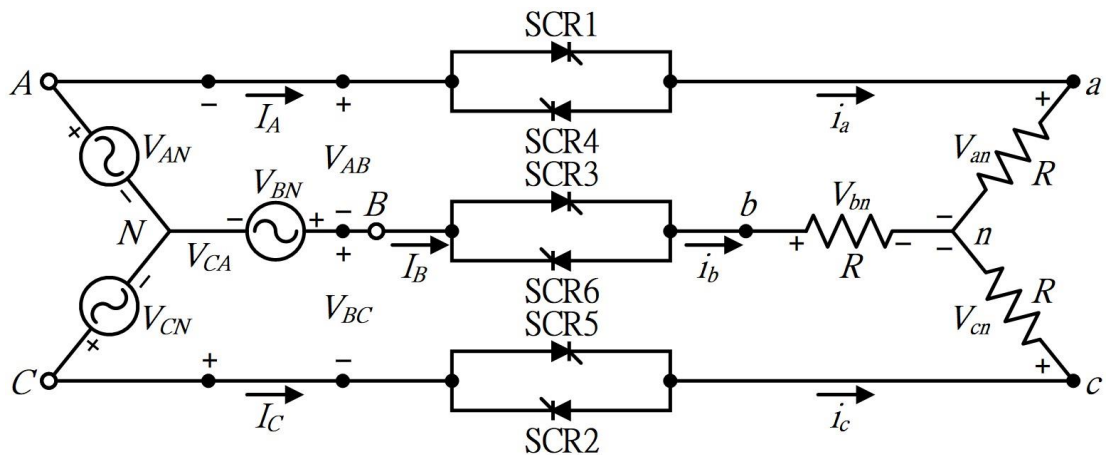 SCR1
A
a
− I_A +
i_a
+
+
SCR4
V_an
R
V_AN
V_AB
SCR3
−
V_BN
V_bn
− + − B
b
N
+ − − n
V_CA
+
I_B
i_b
R
−
−
SCR6
R
V_CN
V_BC
SCR5
V_cn
+
+ −
+
C
c
I_C
i_c
SCR2